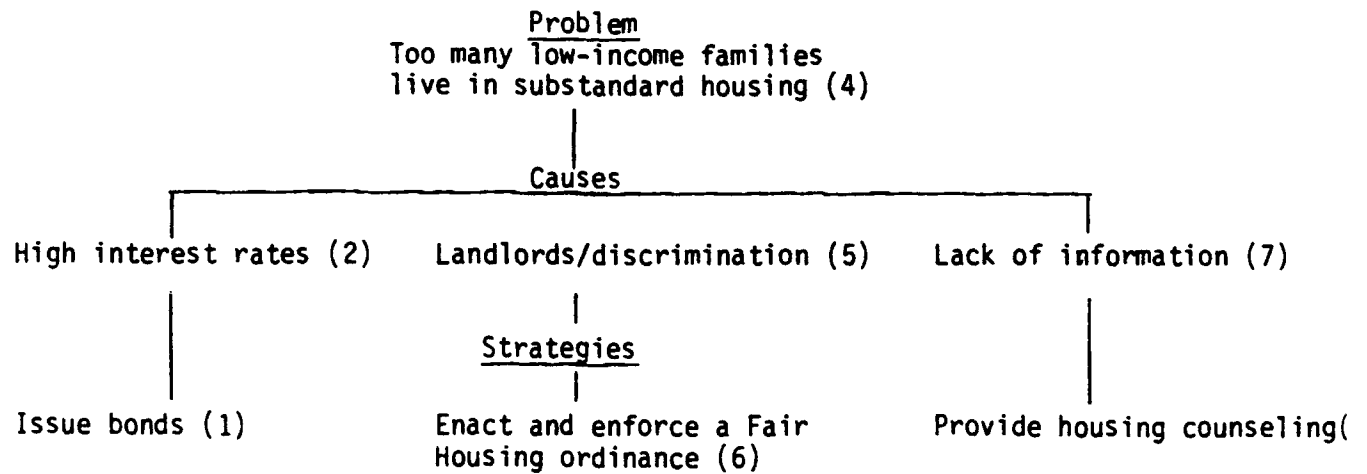 Problem
Too many low-income families
live in substandard housing (4)
Causes
High interest rates (2)
Landlords/discrimination (5)
Lack of information (7)
Strategies
Issue bonds (1)
Enact and enforce a Fair
Housing ordinance (6)
Provide housing counseling(